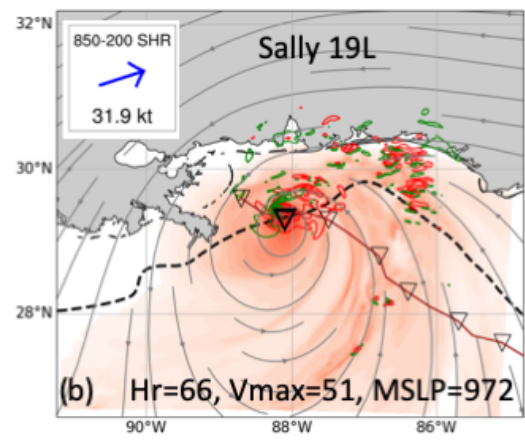 32°N
850-200 SHR
31.9 kt
Sally 19L
30°N
28°N
(b) Hr=66, Vmax=51, MSLP=972
90°W 88°W 86°W